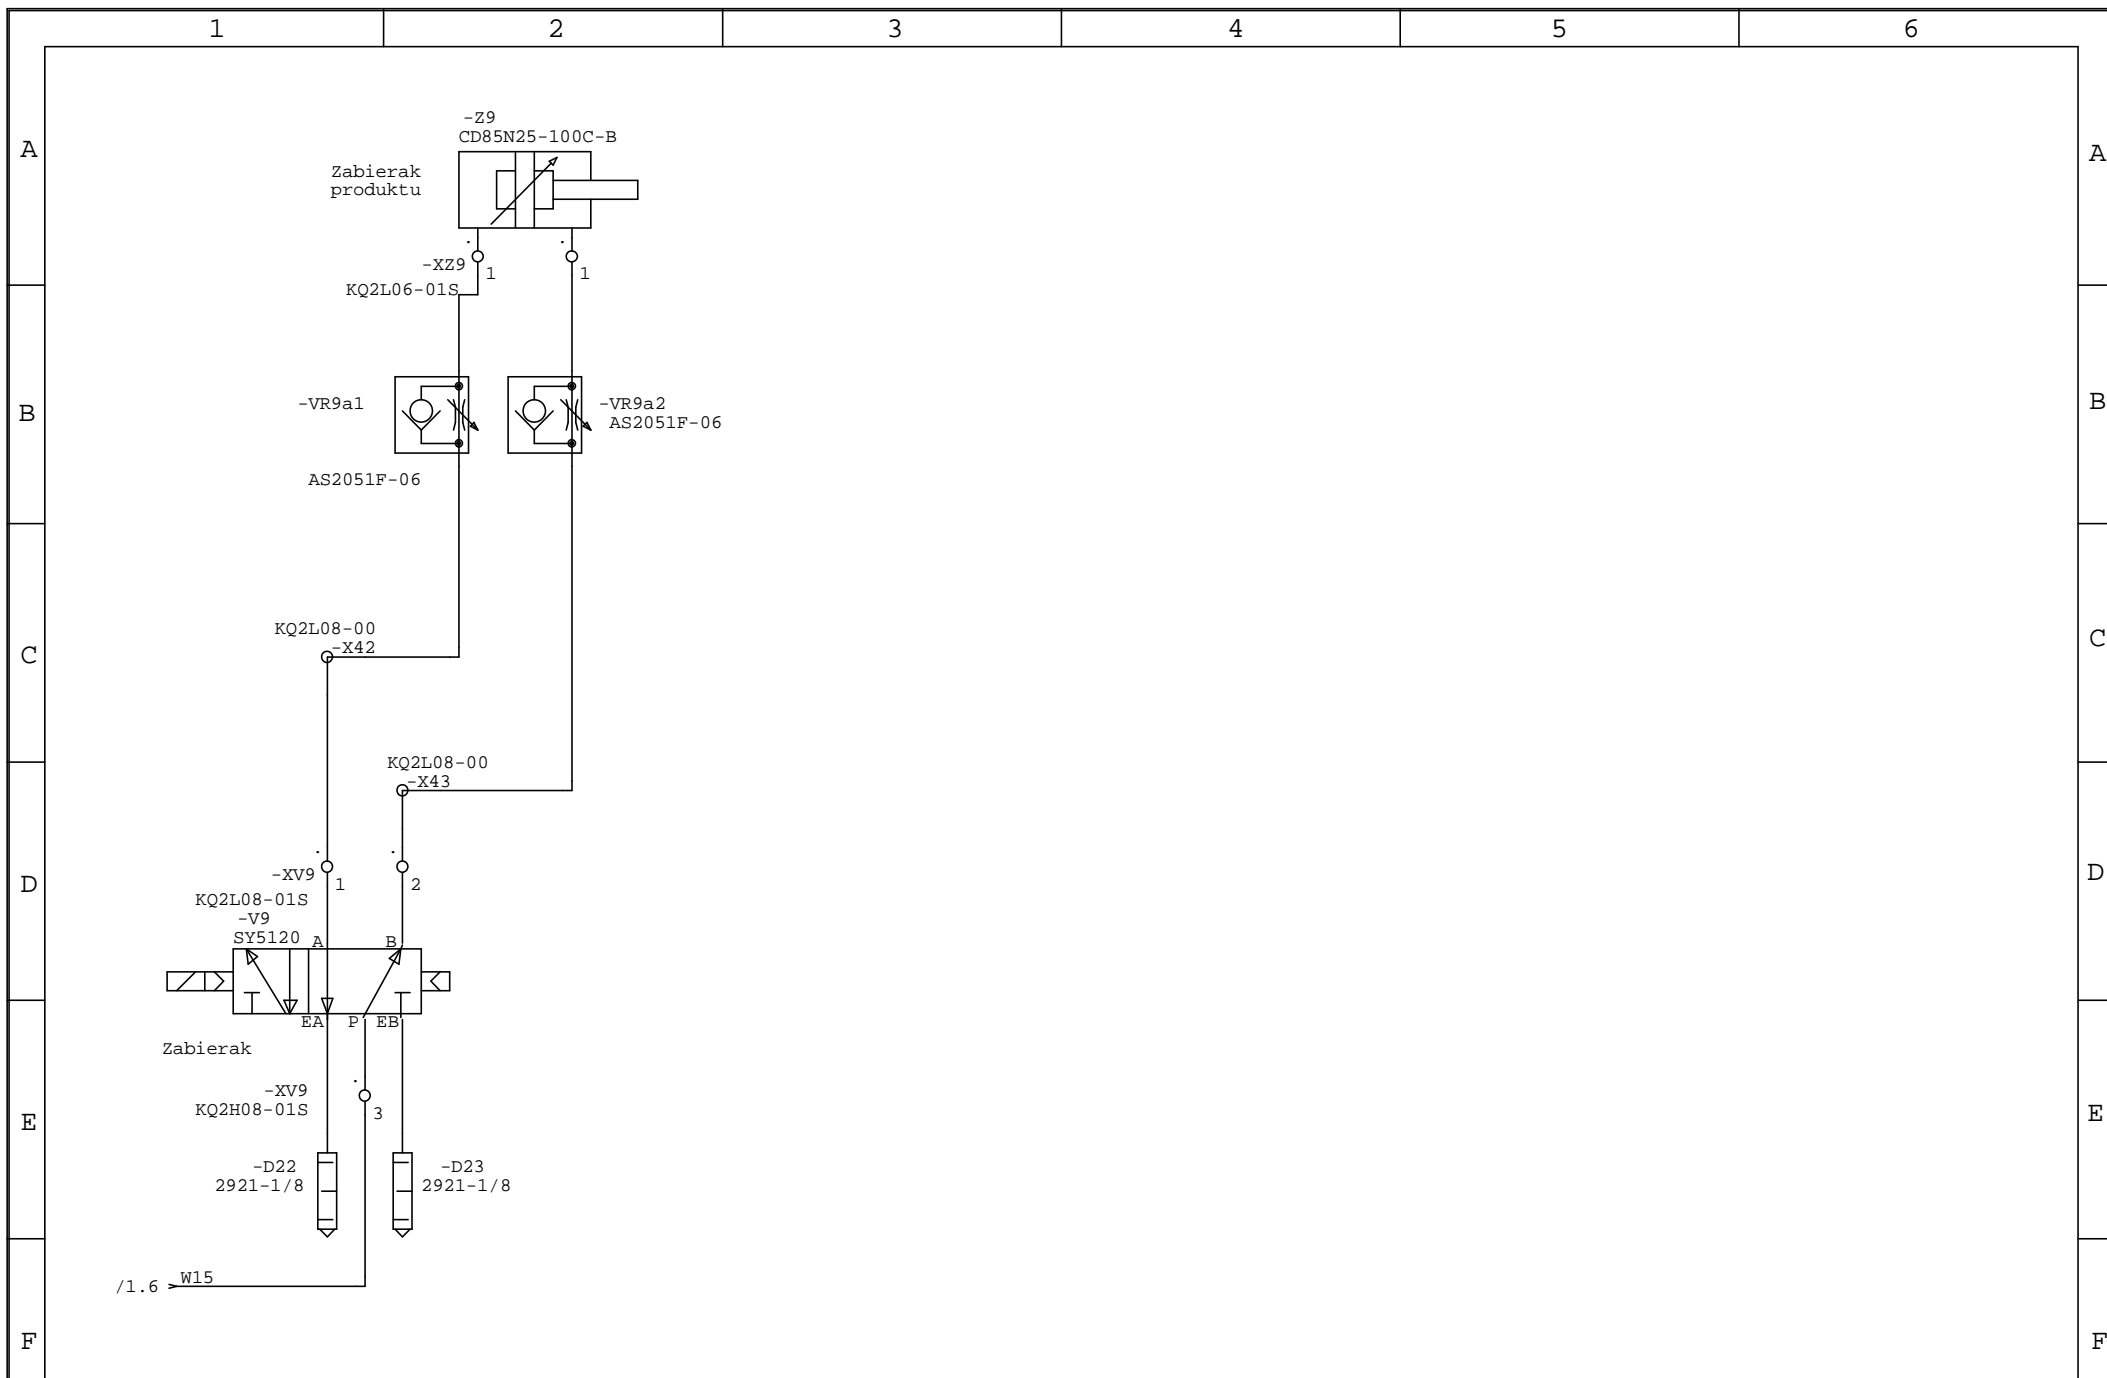 1 2 3 4 5 6
A A
-Z9
CD85N25-100C-B
Zabierak
produktu
-XZ9 1 1
KQ2L06-01S
B B
-VR9a1
-VR9a2
AS2051F-06
AS2051F-06
C C
KQ2L08-00
-X42
KQ2L08-00
-X43
D D
-XV9 1 2
KQ2L08-01S
-V9
SY5120 A B
EA P EB
Zabierak
E E
-XV9
KQ2H08-01S 3
-D22 -D23
2921-1/8 2921-1/8
/1.6 W15
F F